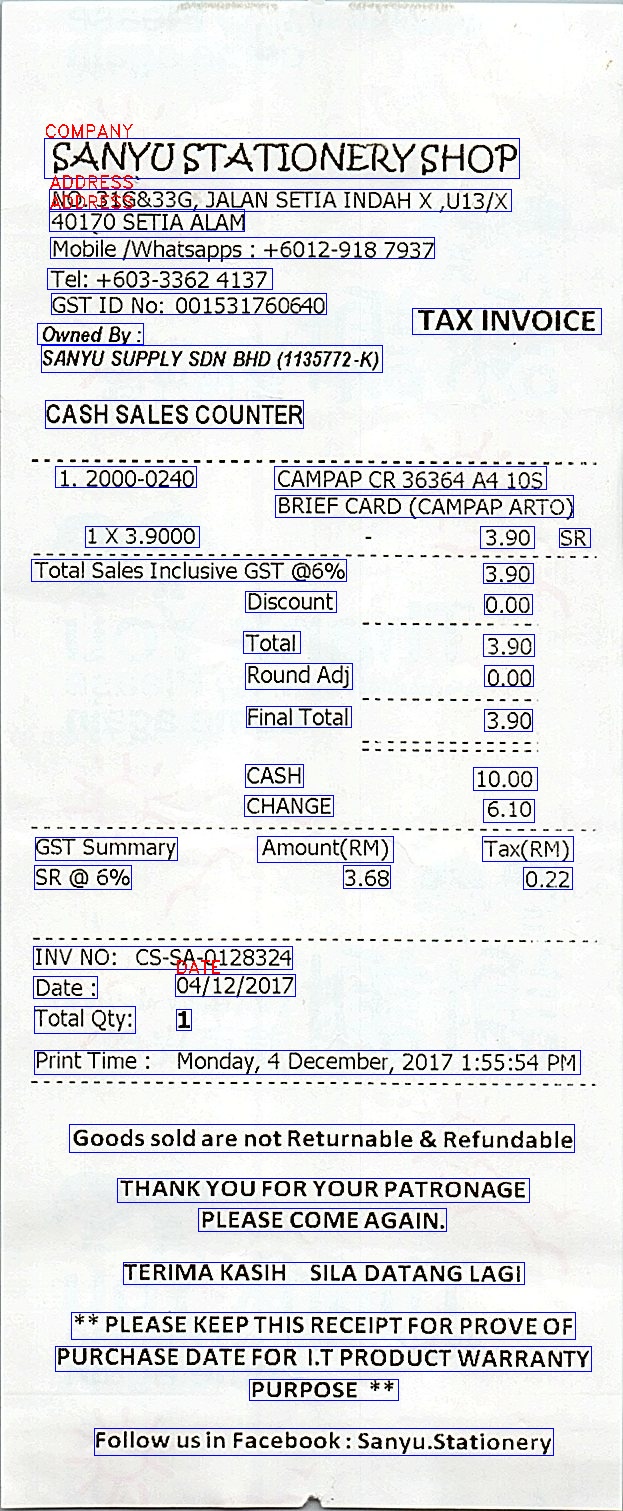 COMPANY
SANYU STATIONERY SHOP
ADDRESS
ADDRESS
NO. 31G&33G, JALAN SETIA INDAH X ,U13/X
40170 SETIA ALAM
Mobile /Whatsapps : +6012-918 7937
Tel: +603-3362 4137
GST ID No: 001531760640
TAX INVOICE
Owned By :
SANYU SUPPLY SDN BHD (1135772-K)
CASH SALES COUNTER
1. 2000-0240 CAMPAP CR 36364 A4 10S
BRIEF CARD (CAMPAP ARTO)
1 X 3.9000 - 3.90 SR
Total Sales Inclusive GST @6% 3.90
Discount 0.00
Total 3.90
Round Adj 0.00
Final Total 3.90
CASH 10.00
CHANGE 6.10
GST Summary Amount(RM) Tax(RM)
SR @ 6% 3.68 0.22
INV NO: CS-SA-0128324
DATE
Date : 04/12/2017
Total Qty: 1
Print Time : Monday, 4 December, 2017 1:55:54 PM
Goods sold are not Returnable & Refundable
THANK YOU FOR YOUR PATRONAGE
PLEASE COME AGAIN.
TERIMA KASIH SILA DATANG LAGI
** PLEASE KEEP THIS RECEIPT FOR PROVE OF
PURCHASE DATE FOR I.T PRODUCT WARRANTY
PURPOSE **
Follow us in Facebook : Sanyu.Stationery